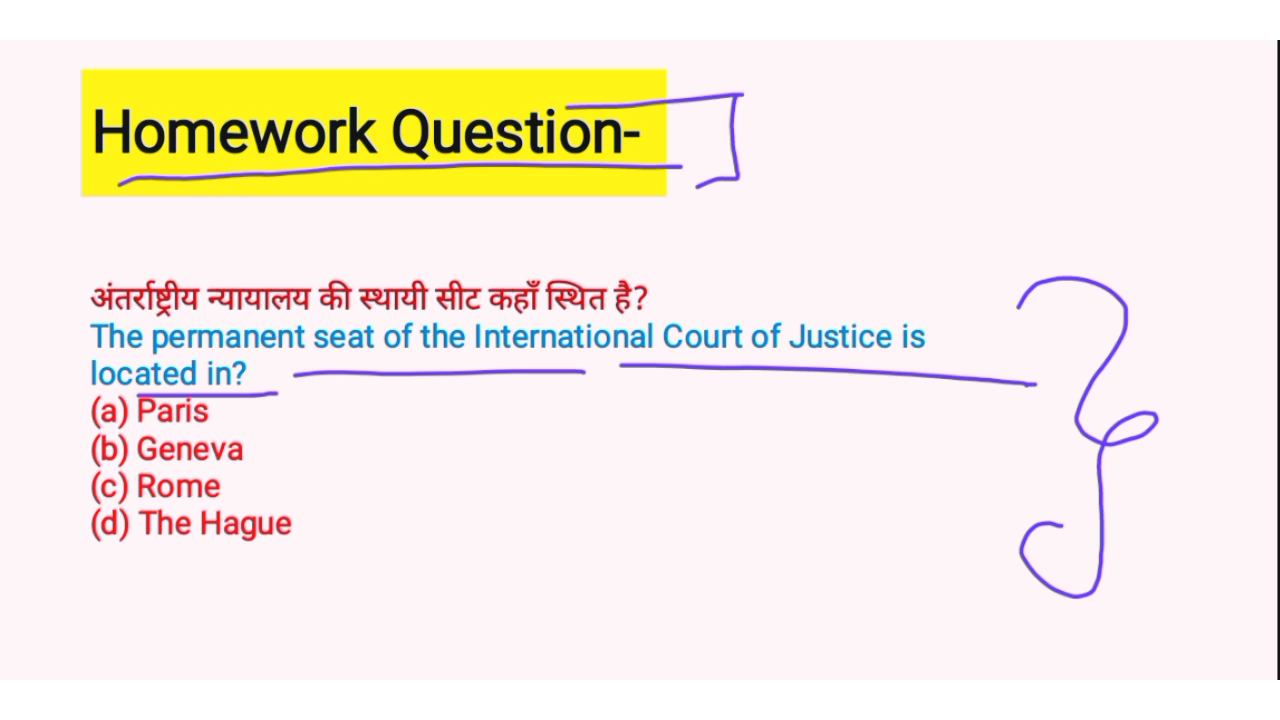 Homework Question-
अंतर्राष्ट्रीय न्यायालय की स्थायी सीट कहाँ स्थित है?
The permanent seat of the International Court of Justice is
located in?
(a) Paris
(b) Geneva
(c) Rome
(d) The Hague